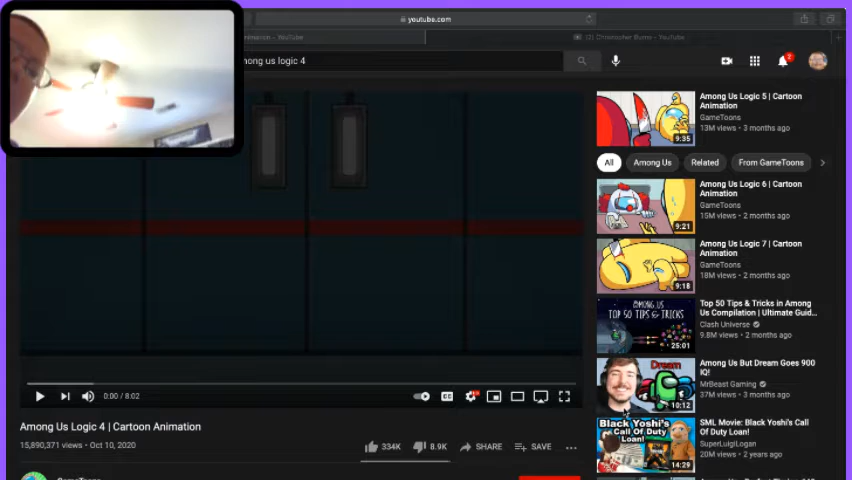 youtube.com
YouTube
mong us logic 4
2
Among Us Logic 5 | Cartoon
Animation
GameToons
13M views • 3 months ago
9:35
All
Among Us
Related
From GameToons
Among Us Logic 6 | Cartoon
Animation
GameToons
15M views • 2 months ago
9:21
Among Us Logic 7 | Cartoon
Animation
GameToons
18M views • 2 months ago
9:18
AMONG US
TOP 50 TIPS & TRICKS
25:01
Top 50 Tips & Tricks in Among
Us Compilation | Ultimate Guid...
Clash Universe
9.8M views • 2 months ago
Dream
10:12
Among Us But Dream Goes 900
IQ!
MrBeast Gaming
37M views • 3 months ago
Black Yoshi's
Call Of Duty
Loan!
14:29
SML Movie: Black Yoshi's Call
Of Duty Loan!
SuperLuigiLogan
20M views • 2 years ago
0:00 / 8:02
CC
Among Us Logic 4 | Cartoon Animation
15,890,371 views • Oct 10, 2020
334K
8.9K
SHARE
SAVE
GameToons